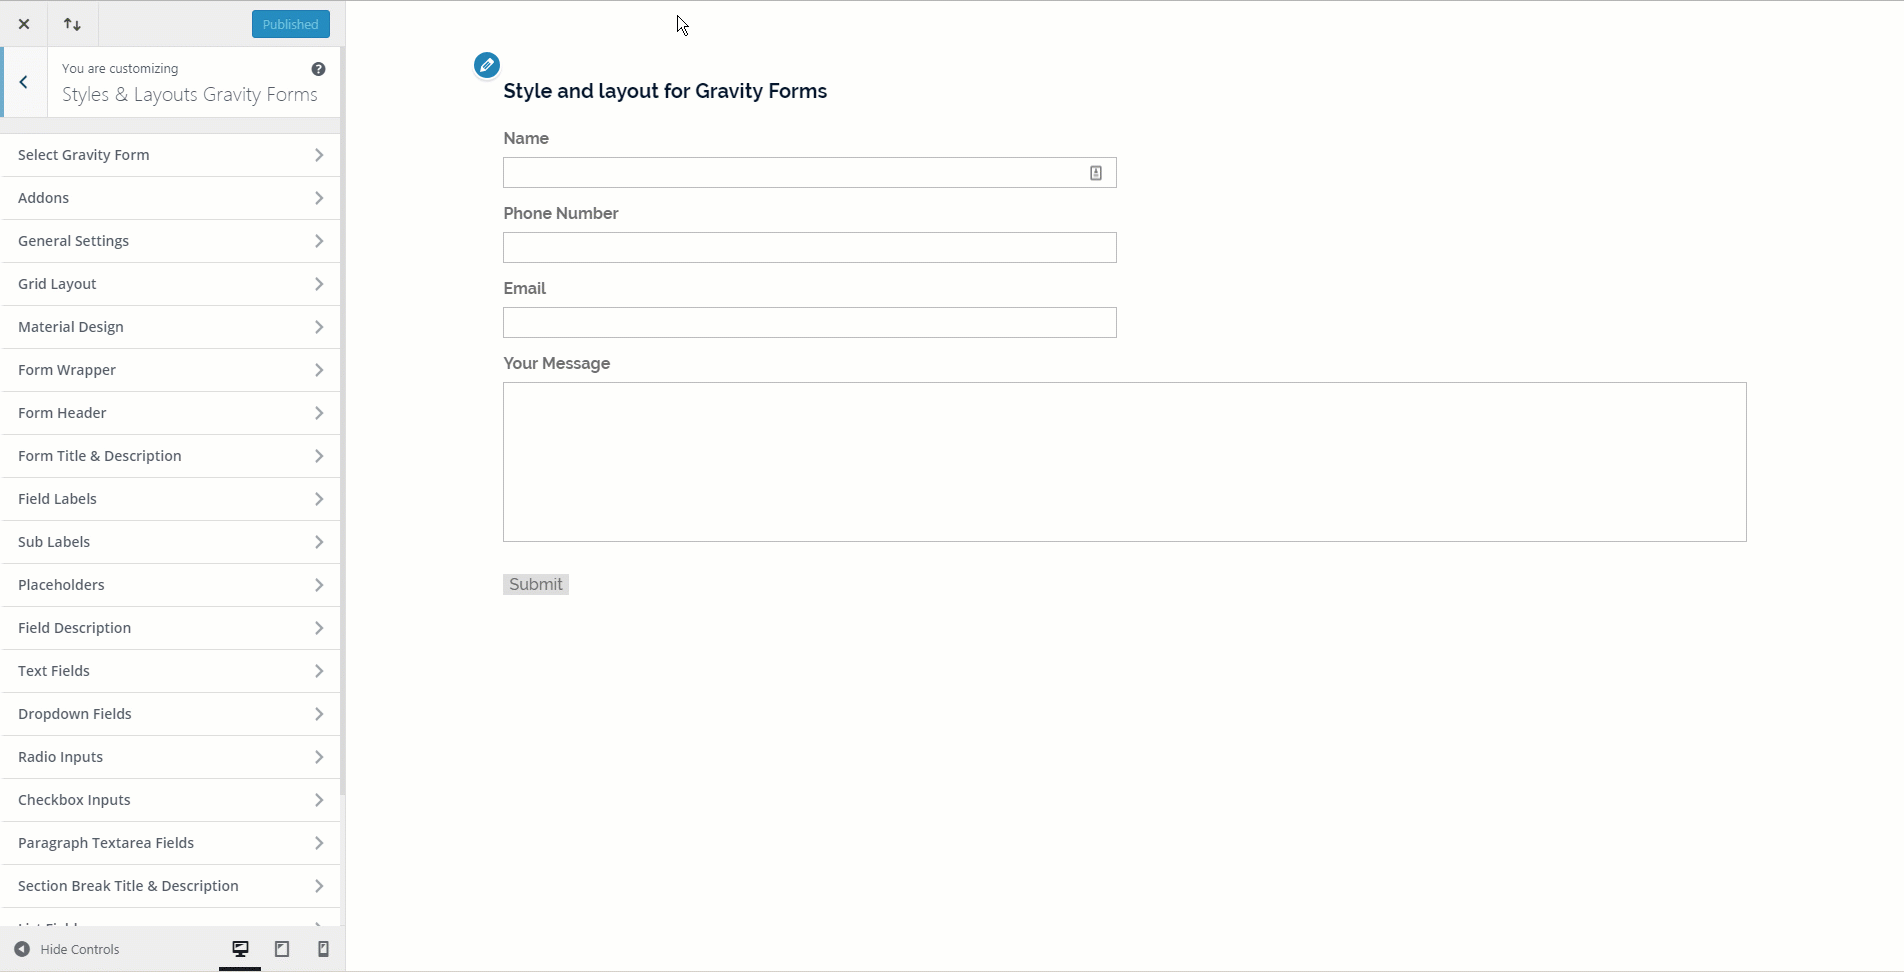 Published
You are customizing
Styles & Layouts Gravity Forms
Select Gravity Form
Addons
General Settings
Grid Layout
Material Design
Form Wrapper
Form Header
Form Title & Description
Field Labels
Sub Labels
Placeholders
Field Description
Text Fields
Dropdown Fields
Radio Inputs
Checkbox Inputs
Paragraph Textarea Fields
Section Break Title & Description
Hide Controls
Style and layout for Gravity Forms
Name
Phone Number
Email
Your Message
Submit